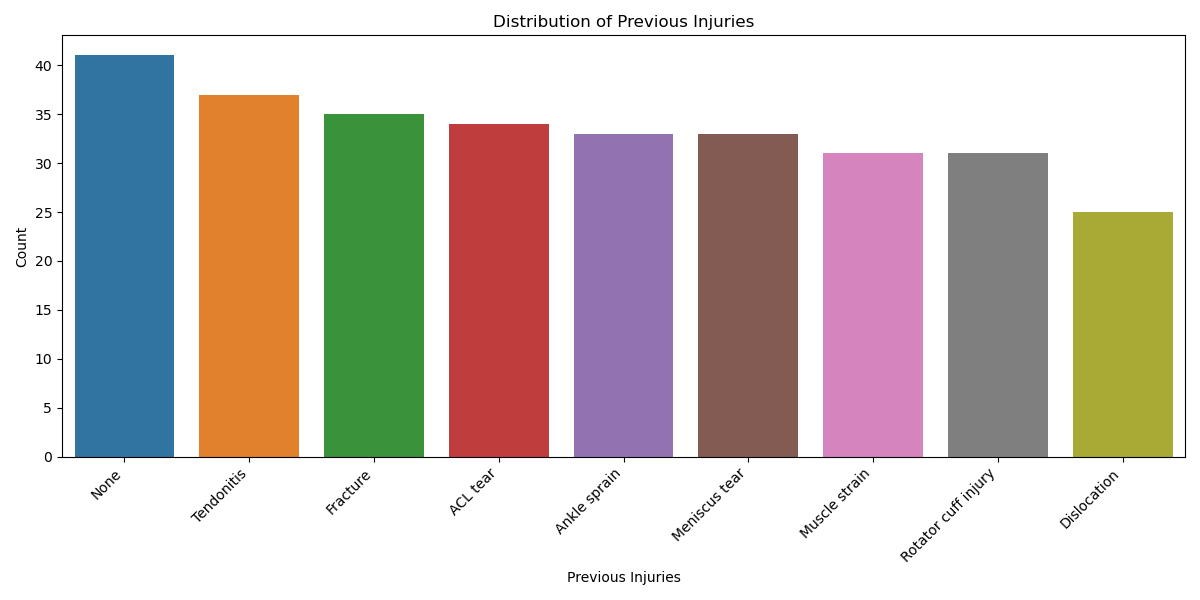 Distribution of Previous Injuries
Count
40
35
30
25
20
15
10
5
0
None
Tendonitis
Fracture
ACL tear
Ankle sprain
Meniscus tear
Muscle strain
Rotator cuff injury
Dislocation
Previous Injuries